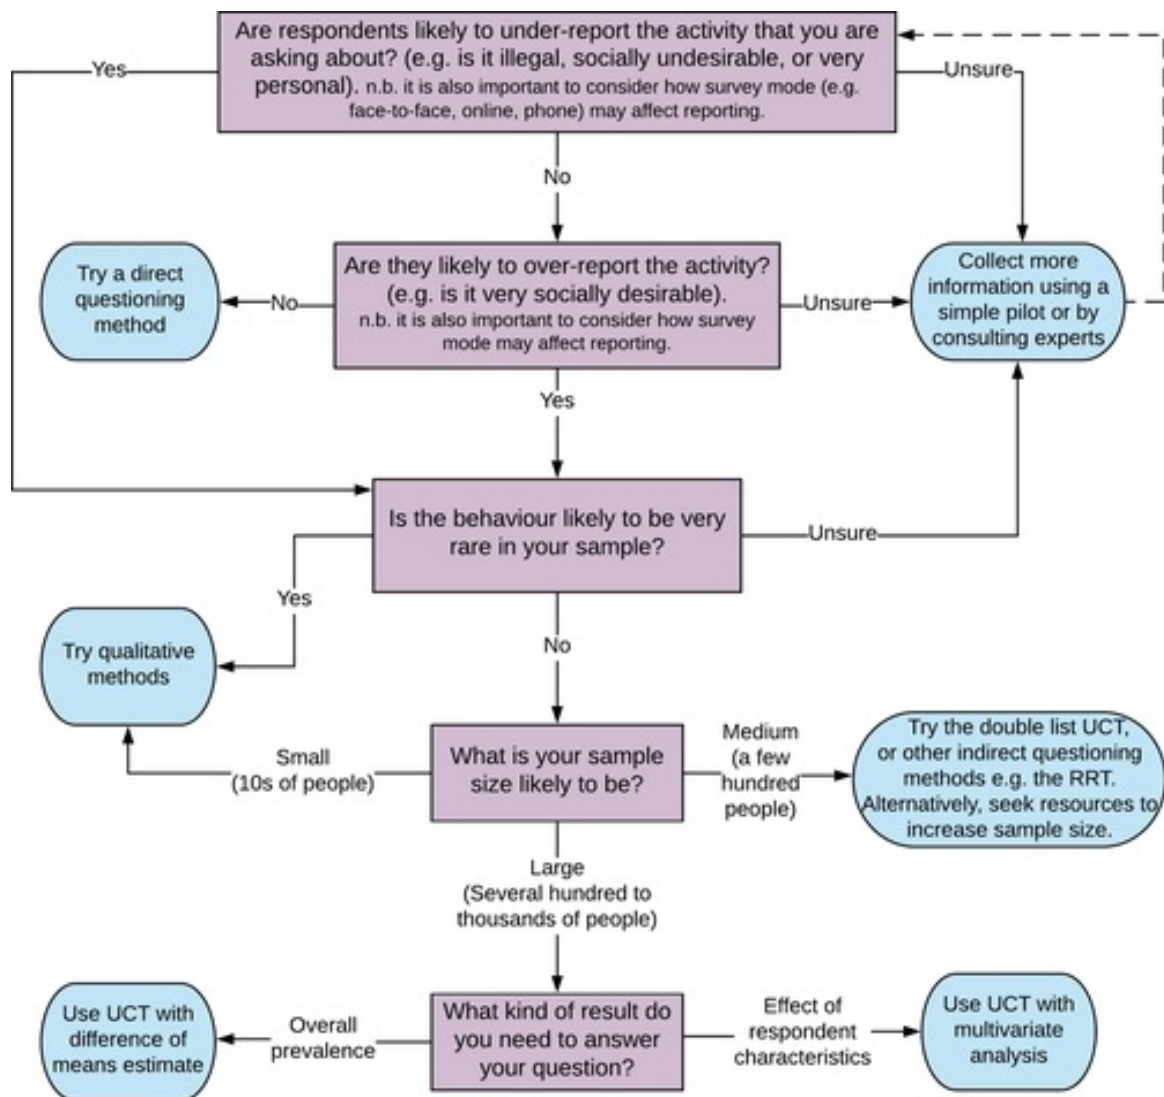 Are respondents likely to under-report the activity that you are
asking about? (e.g. is it illegal, socially undesirable, or very
personal). n.b. it is also important to consider how survey mode (e.g.
face-to-face, online, phone) may affect reporting.
Yes
Unsure
No
Try a direct
questioning
method
No
Are they likely to over-report the activity?
(e.g. is it very socially desirable).
n.b. it is also important to consider how survey
mode may affect reporting.
Unsure
Collect more
information using a
simple pilot or by
consulting experts
Yes
Is the behaviour likely to be very
rare in your sample?
Unsure
Yes
No
Try qualitative
methods
Small
(10s of people)
What is your sample
size likely to be?
Medium
(a few
hundred
people)
Try the double list UCT,
or other indirect questioning
methods e.g. the RRT.
Alternatively, seek resources to
increase sample size.
Large
(Several hundred to
thousands of people)
Use UCT with
difference of
means estimate
Overall
prevalence
What kind of result do
you need to answer
your question?
Effect of
respondent
characteristics
Use UCT with
multivariate
analysis